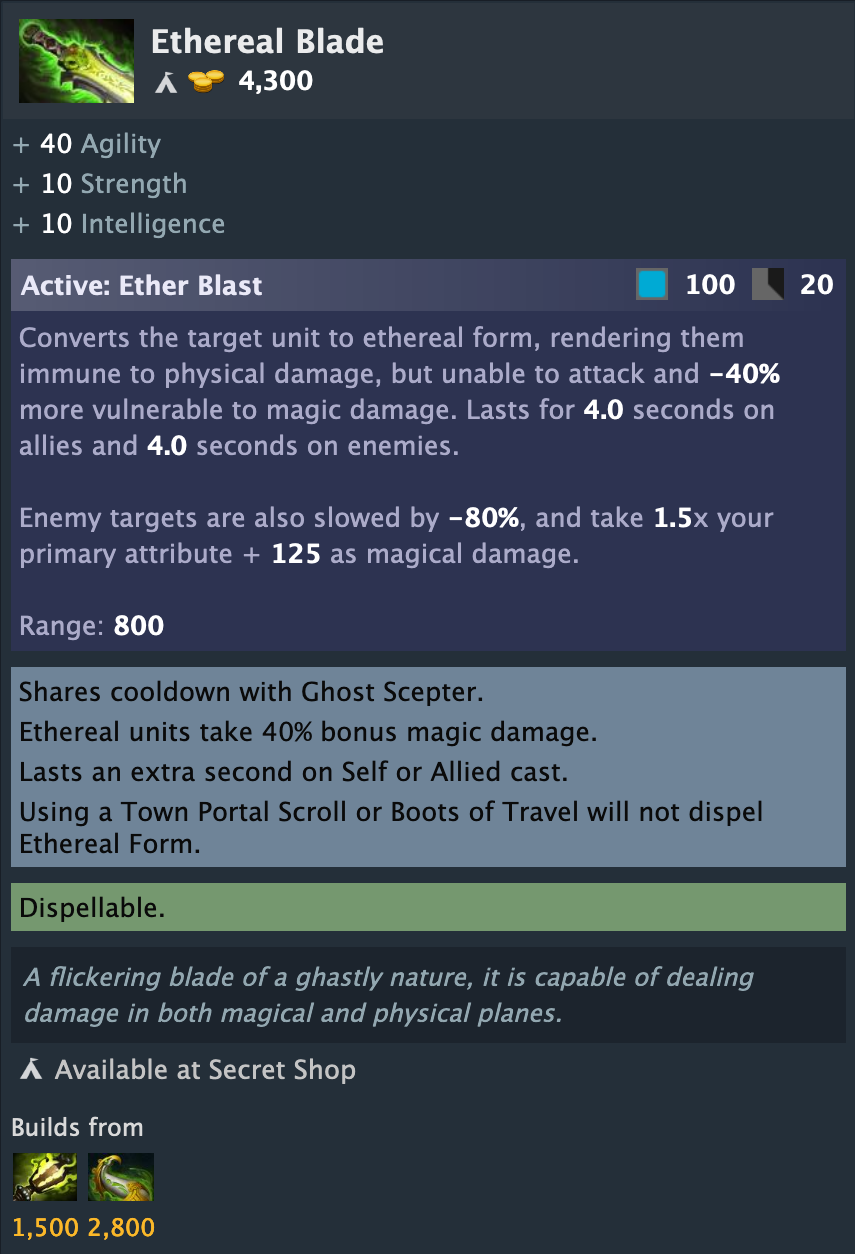 Ethereal Blade
4,300
+ 40 Agility
+ 10 Strength
+ 10 Intelligence
Active: Ether Blast 100 20
Converts the target unit to ethereal form, rendering them
immune to physical damage, but unable to attack and -40%
more vulnerable to magic damage. Lasts for 4.0 seconds on
allies and 4.0 seconds on enemies.
Enemy targets are also slowed by -80%, and take 1.5x your
primary attribute + 125 as magical damage.
Range: 800
Shares cooldown with Ghost Scepter.
Ethereal units take 40% bonus magic damage.
Lasts an extra second on Self or Allied cast.
Using a Town Portal Scroll or Boots of Travel will not dispel
Ethereal Form.
Dispellable.
A flickering blade of a ghastly nature, it is capable of dealing
damage in both magical and physical planes.
Available at Secret Shop
Builds from
1,500 2,800